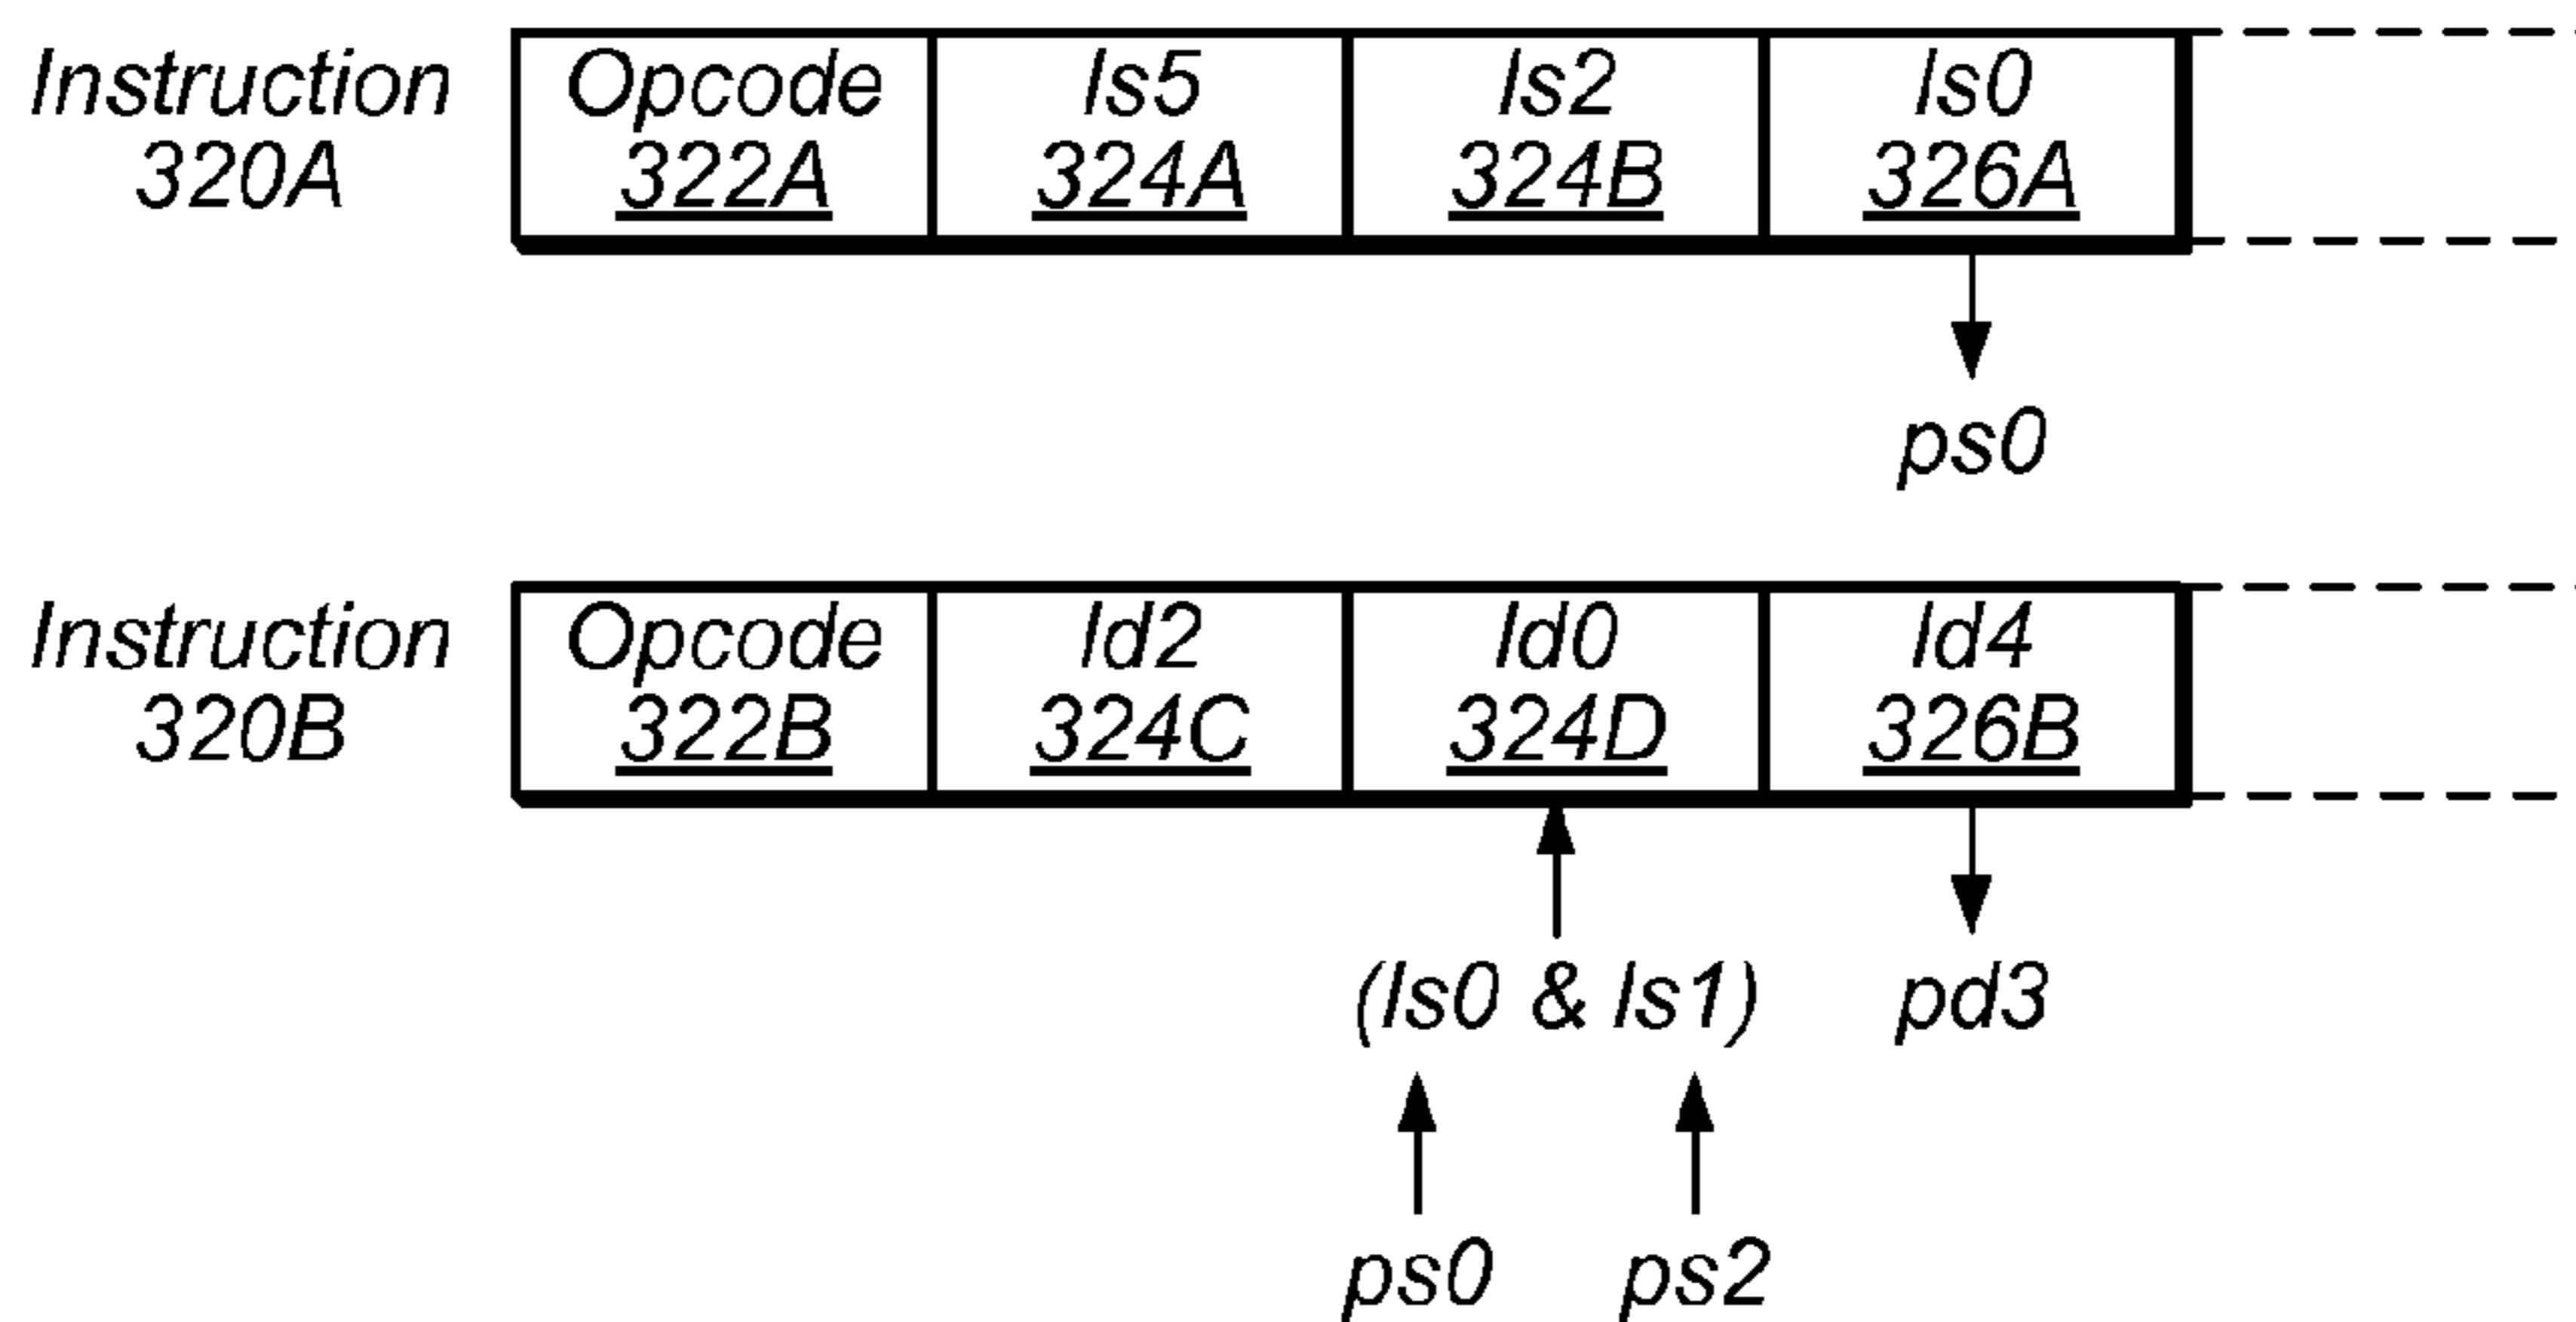 Instruction
320A
Opcode
322A
ls5
324A
ls2
324B
ls0
326A
ps0
Instruction
320B
Opcode
322B
ld2
324C
ld0
324D
ld4
326B
(ls0 & ls1)
pd3
ps0
ps2